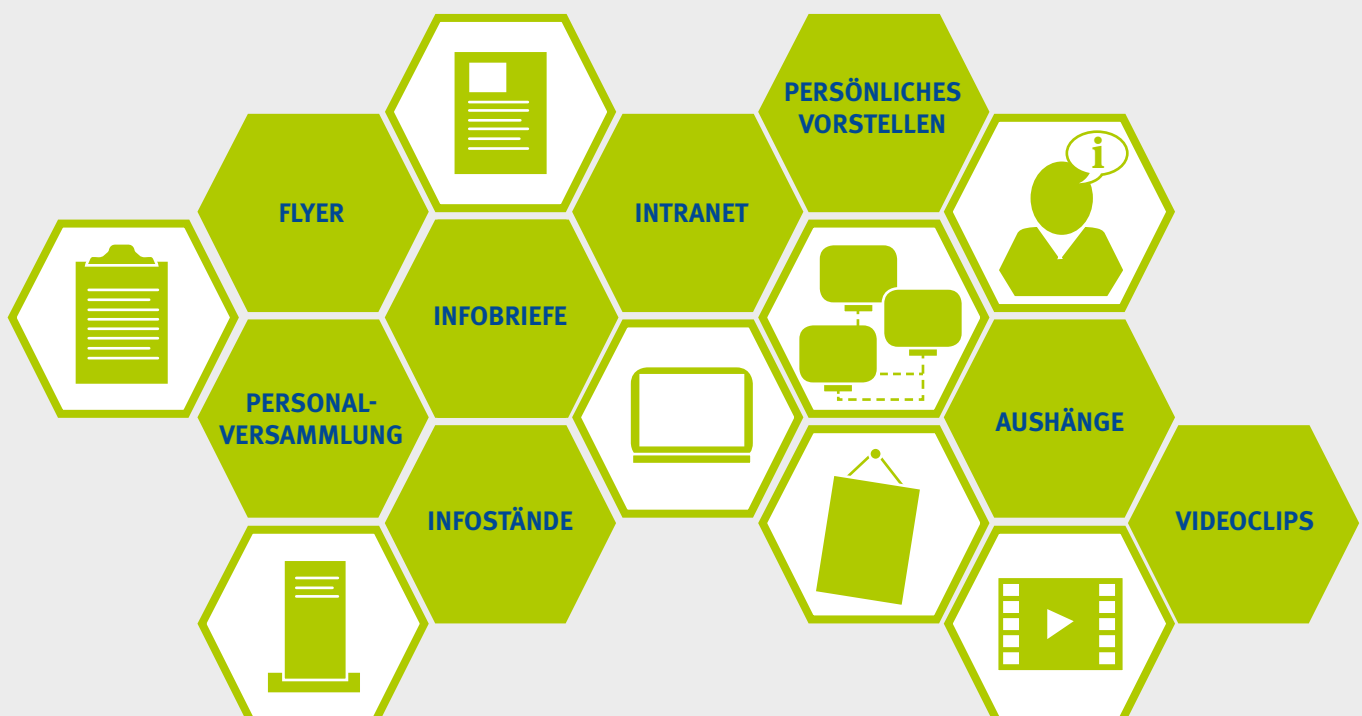 PERSÖNLICHES
VORSTELLEN
i
FLYER
INTRANET
INFOBRIEFE
PERSONAL-
VERSAMMLUNG
AUSHÄNGE
INFOSTÄNDE
VIDEOCLIPS